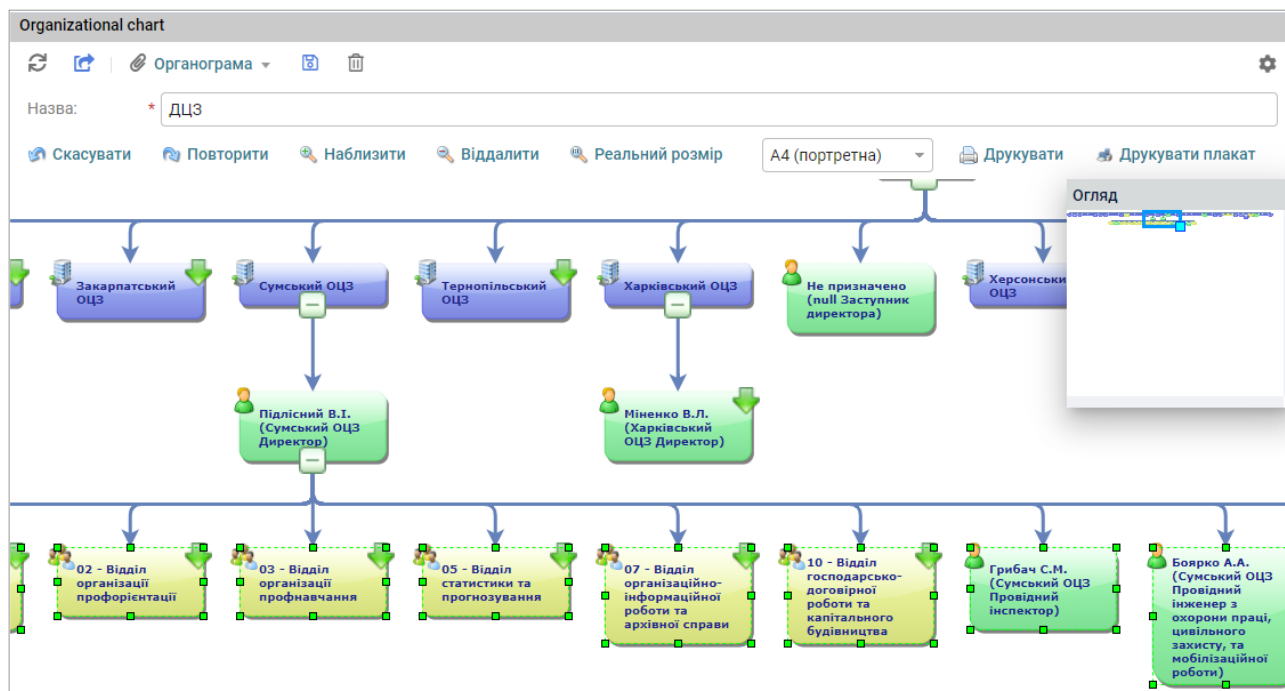 Organizational chart
Органограма
Назва: * ДЦЗ
Скасувати Повторити Наблизити Віддалити Реальний розмір А4 (портретна) Друкувати Друкувати плакат
Огляд
Закарпатський
ОЦЗ
Сумський ОЦЗ
Тернопільський
ОЦЗ
Харківський ОЦЗ
Не призначено
(null Заступник
директора)
Херсонськи
ОЦЗ
Підлісний В.І.
(Сумський ОЦЗ
Директор)
Міненко В.Л.
(Харківський
ОЦЗ Директор)
02 - Відділ
організації
профорієнтації
03 - Відділ
організації
профнавчання
05 - Відділ
статистики та
прогнозування
07 - Відділ
організаційно-
інформаційної
роботи та
архівної справи
10 - Відділ
господарсько-
договірної
роботи та
капітального
будівництва
Грибач С.М.
(Сумський ОЦЗ
Провідний
інспектор)
Боярко А.А.
(Сумський ОЦЗ
Провідний
інженер з
охорони праці,
цивільного
захисту, та
мобілізаційної
роботи)